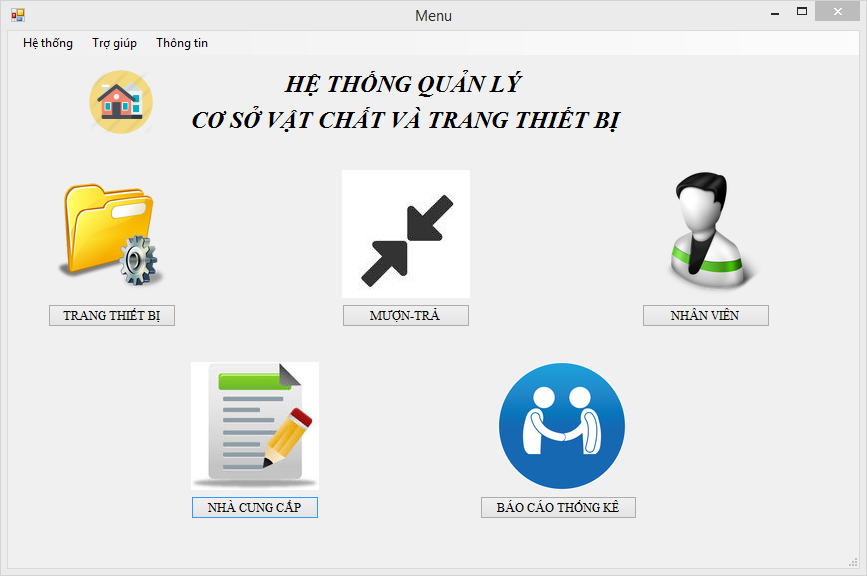 Menu
Hệ thống Trợ giúp Thông tin
HỆ THỐNG QUẢN LÝ
CƠ SỞ VẬT CHẤT VÀ TRANG THIẾT BỊ
TRANG THIẾT BỊ
MƯỢN-TRẢ
NHÂN VIÊN
NHÀ CUNG CẤP
BÁO CÁO THỐNG KÊ